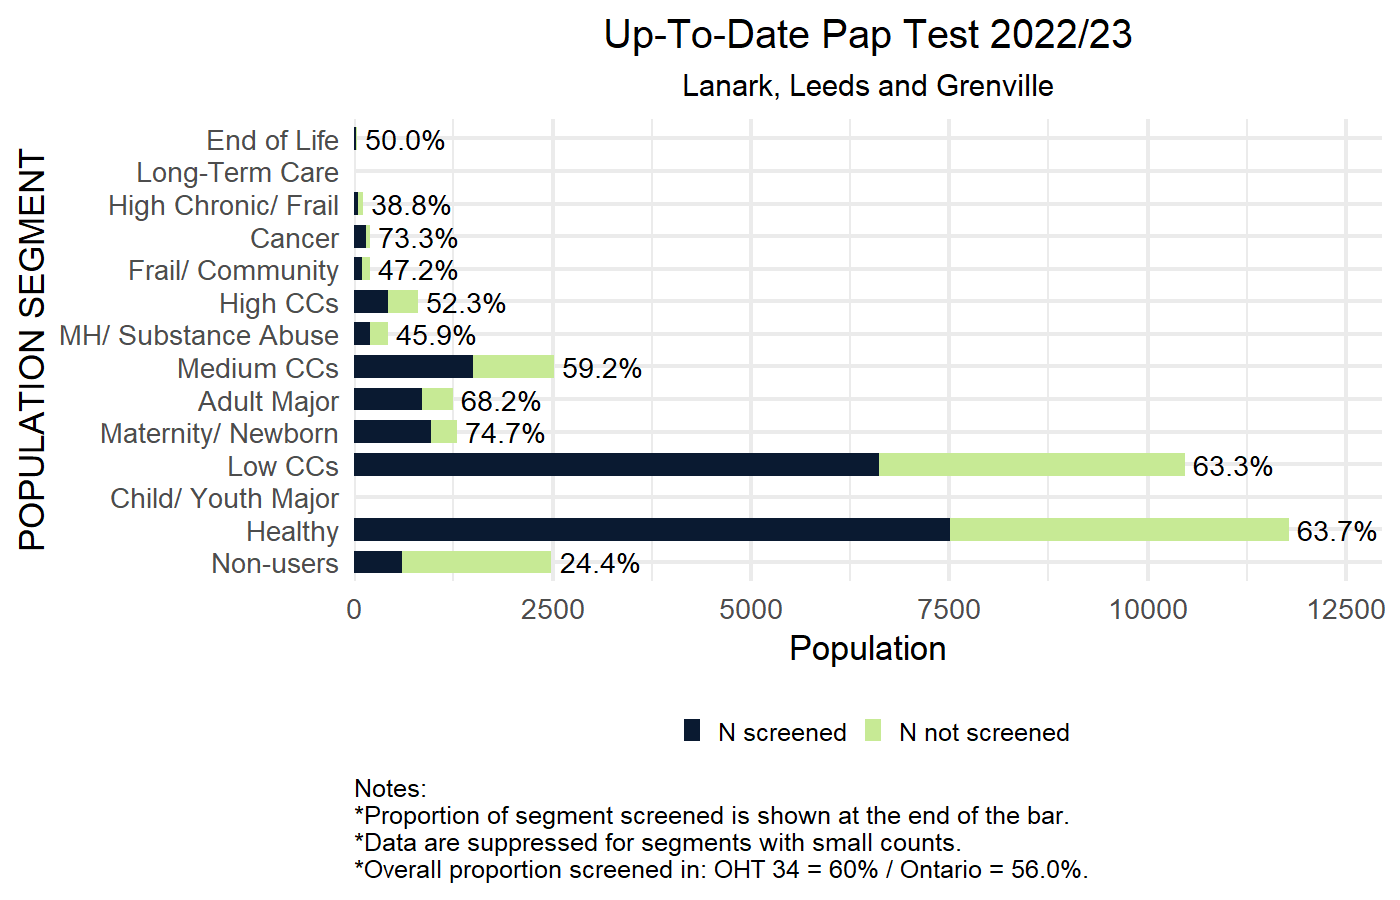 Up-To-Date Pap Test 2022/23
Lanark, Leeds and Grenville
POPULATION SEGMENT
End of Life 50.0%
Long-Term Care
High Chronic/ Frail 38.8%
Cancer 73.3%
Frail/ Community 47.2%
High CCs 52.3%
MH/ Substance Abuse 45.9%
Medium CCs 59.2%
Adult Major 68.2%
Maternity/ Newborn 74.7%
Low CCs 63.3%
Child/ Youth Major
Healthy 63.7%
Non-users 24.4%
0 2500 5000 7500 10000 12500
Population
N screened N not screened
Notes:
*Proportion of segment screened is shown at the end of the bar.
*Data are suppressed for segments with small counts.
*Overall proportion screened in: OHT 34 = 60% / Ontario = 56.0%.